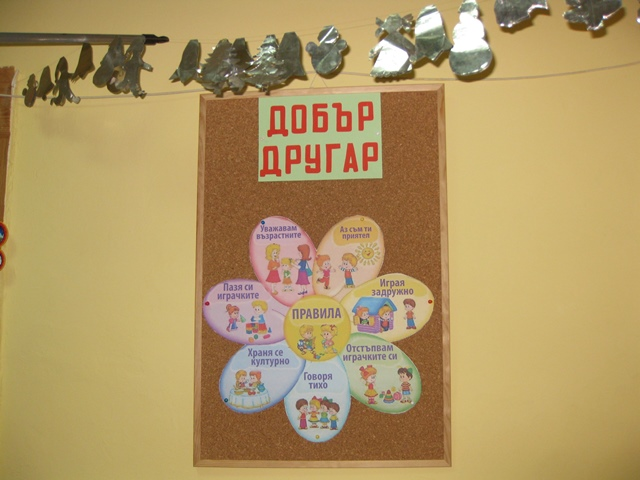 ДОБЪР
ДРУГАР
Уважавам
възрастните
Аз съм ти
приятел
Пазя си
играчките
Играя
задружно
ПРАВИЛА
Храня се
културно
Отстъпвам
играчките си
Говоря
тихо